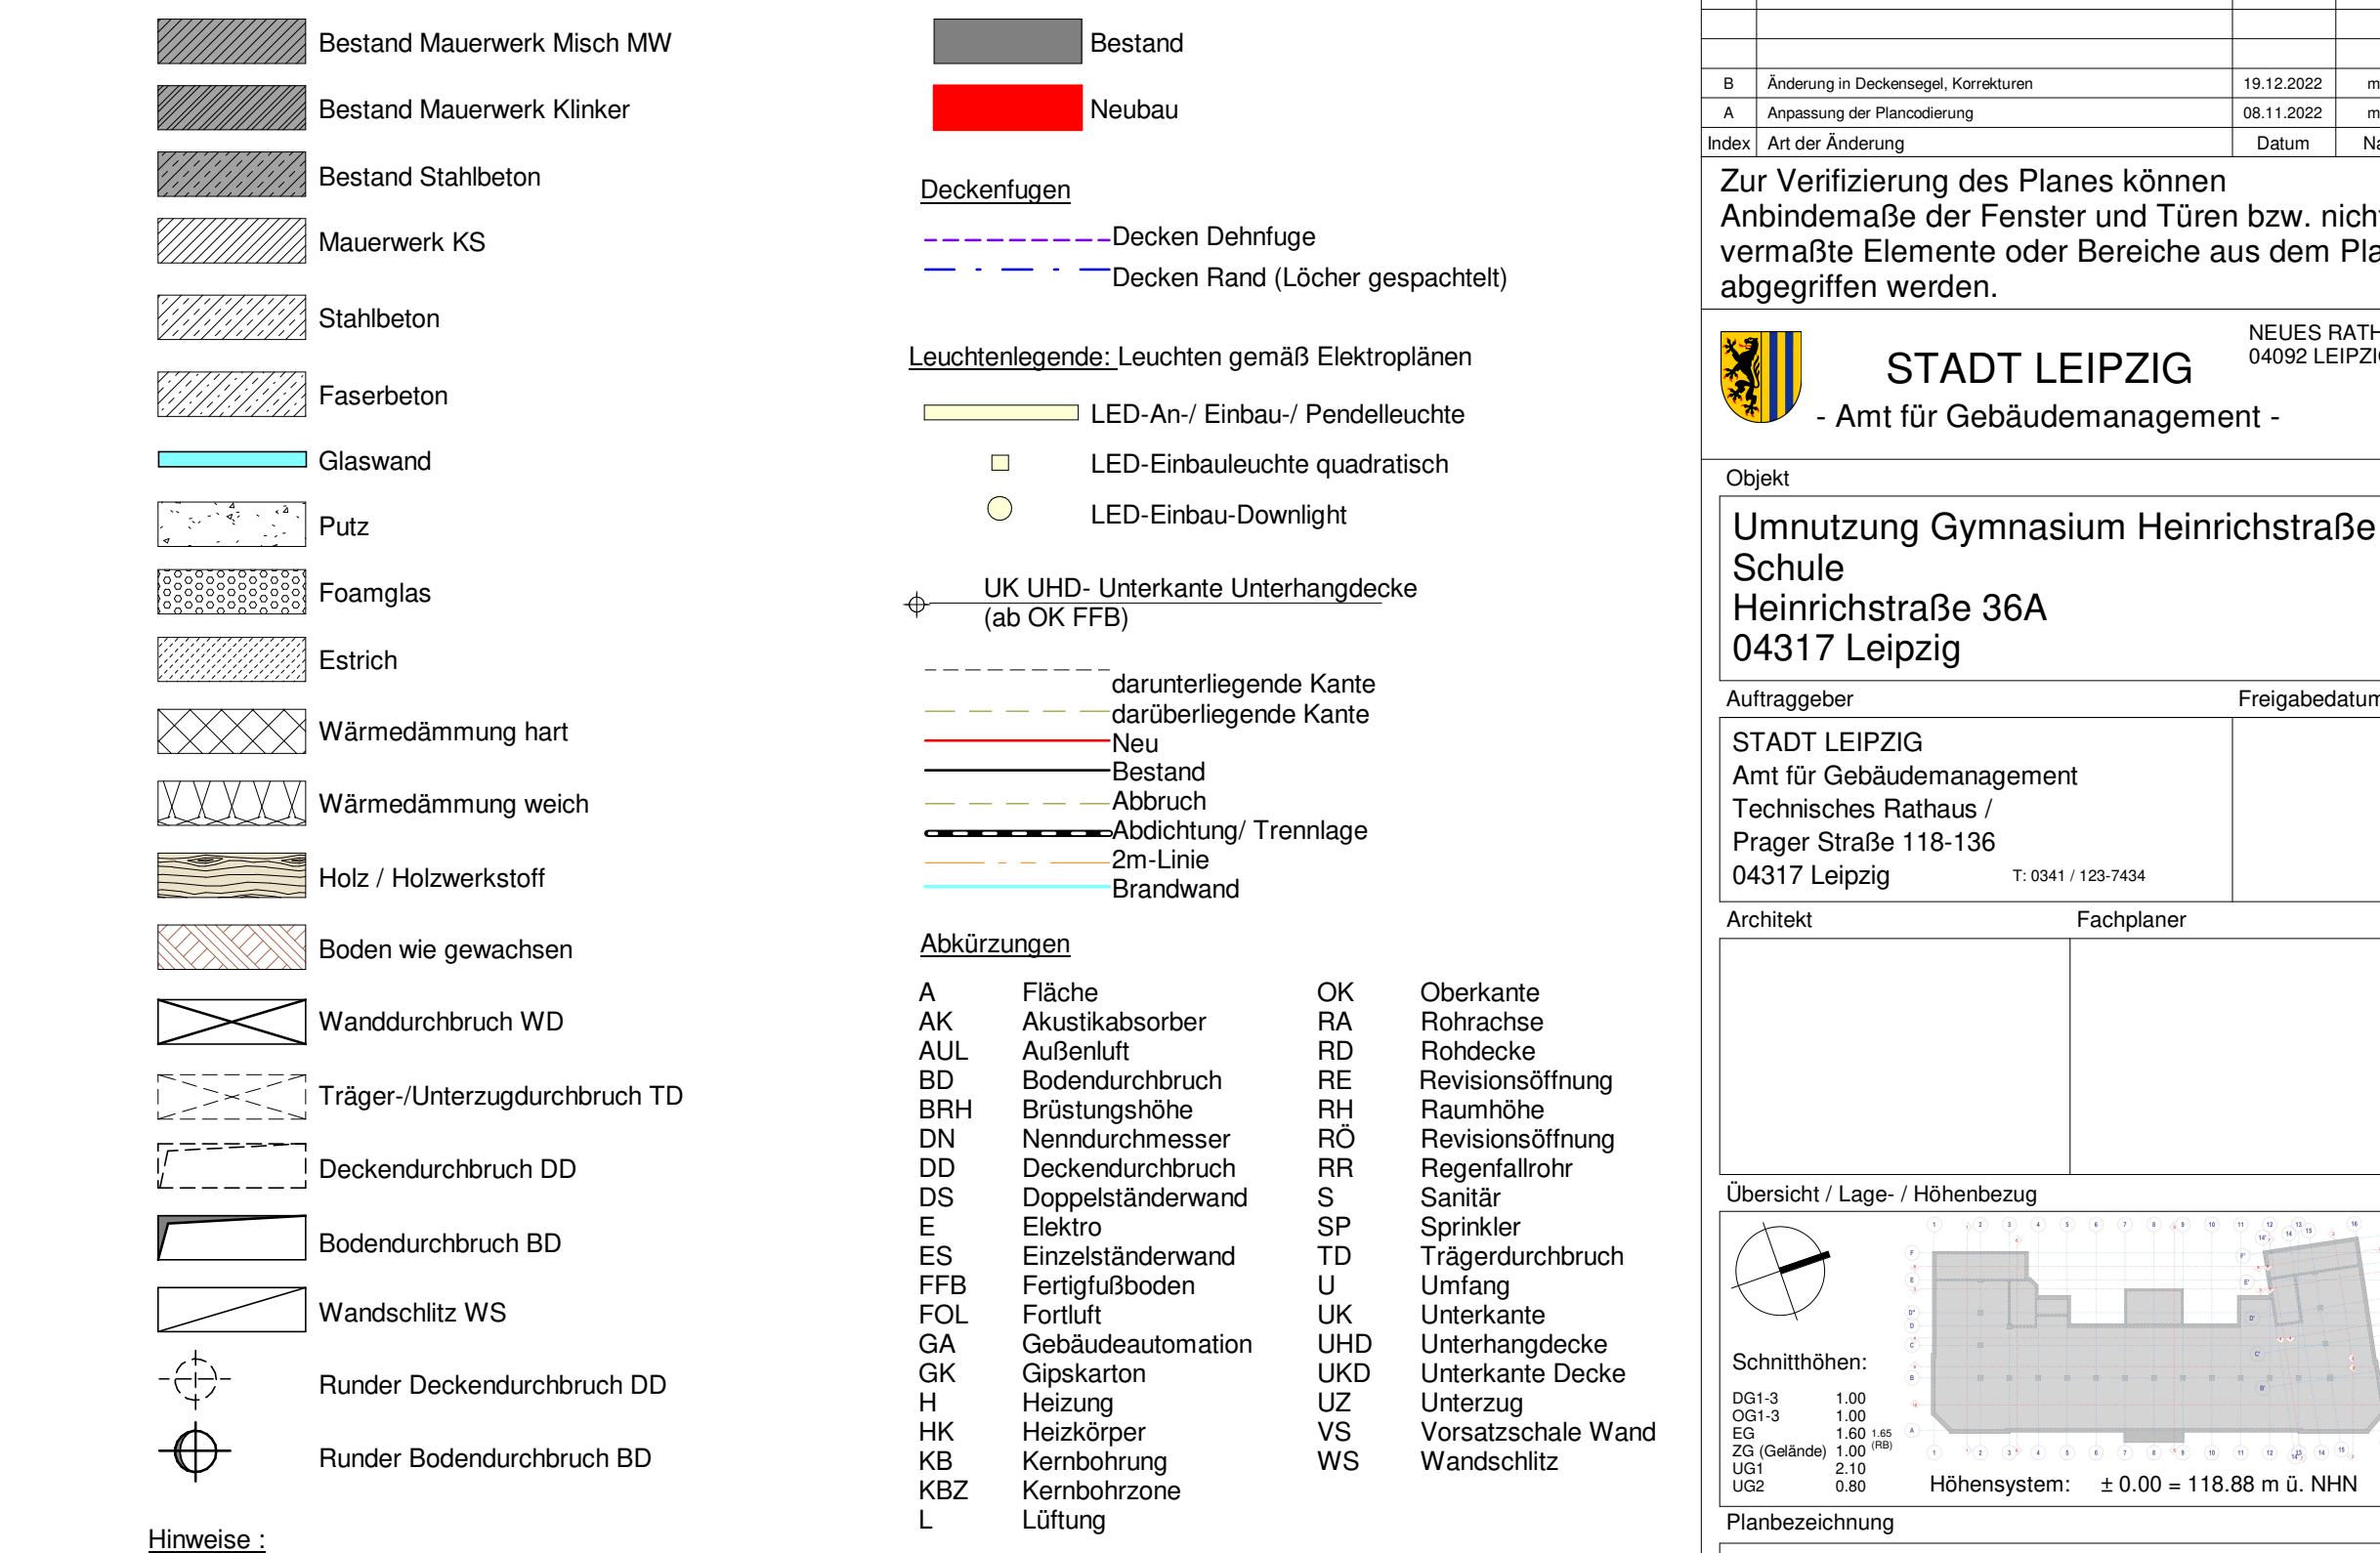 Bestand Mauerwerk Misch MW
Bestand Mauerwerk Klinker
Bestand Stahlbeton
Mauerwerk KS
Stahlbeton
Faserbeton
Glaswand
Putz
Foamglas
Estrich
Wärmedämmung hart
Wärmedämmung weich
Holz / Holzwerkstoff
Boden wie gewachsen
Wanddurchbruch WD
Träger-/Unterzugdurchbruch TD
Deckendurchbruch DD
Bodendurchbruch BD
Wandschlitz WS
Runder Deckendurchbruch DD
Runder Bodendurchbruch BD
Hinweise :
Bestand
Neubau
Deckenfugen
Decken Dehnfuge
Decken Rand (Löcher gespachtelt)
Leuchtenlegende: Leuchten gemäß Elektroplänen
LED-An-/ Einbau-/ Pendelleuchte
LED-Einbauleuchte quadratisch
LED-Einbau-Downlight
UK UHD- Unterkante Unterhangdecke
(ab OK FFB)
darunterliegende Kante
darüberliegende Kante
Neu
Bestand
Abbruch
Abdichtung/ Trennlage
2m-Linie
Brandwand
Abkürzungen
A Fläche
AK Akustikabsorber
AUL Außenluft
BD Bodendurchbruch
BRH Brüstungshöhe
DN Nenndurchmesser
DD Deckendurchbruch
DS Doppelständerwand
E Elektro
ES Einzelständerwand
FFB Fertigfußboden
FOL Fortluft
GA Gebäudeautomation
GK Gipskarton
H Heizung
HK Heizkörper
KB Kernbohrung
KBZ Kernbohrzone
L Lüftung
OK Oberkante
RA Rohrachse
RD Rohdecke
RE Revisionsöffnung
RH Raumhöhe
RÖ Revisionsöffnung
RR Regenfallrohr
S Sanitär
SP Sprinkler
TD Trägerdurchbruch
U Umfang
UK Unterkante
UHD Unterhangdecke
UKD Unterkante Decke
UZ Unterzug
VS Vorsatzschale Wand
WS Wandschlitz
B Änderung in Deckensegel, Korrekturen 19.12.2022 m
A Anpassung der Plancodierung 08.11.2022 m
Index Art der Änderung Datum Na
Zur Verifizierung des Planes können
Anbindemaße der Fenster und Türen bzw. nich
vermaßte Elemente oder Bereiche aus dem Pla
abgegriffen werden.
NEUES RATH
04092 LEIPZI
STADT LEIPZIG
- Amt für Gebäudemanagement -
Objekt
Umnutzung Gymnasium Heinrichstraße
Schule
Heinrichstraße 36A
04317 Leipzig
Auftraggeber Freigabedatum
STADT LEIPZIG
Amt für Gebäudemanagement
Technisches Rathaus /
Prager Straße 118-136
04317 Leipzig T: 0341 / 123-7434
Architekt Fachplaner
Übersicht / Lage- / Höhenbezug
Schnitthöhen:
DG1-3 1.00
OG1-3 1.00
EG 1.60 1.65
ZG (Gelände) 1.00 (RB)
UG1 2.10
UG2 0.80
Höhensystem: ± 0.00 = 118.88 m ü. NHN
Planbezeichnung